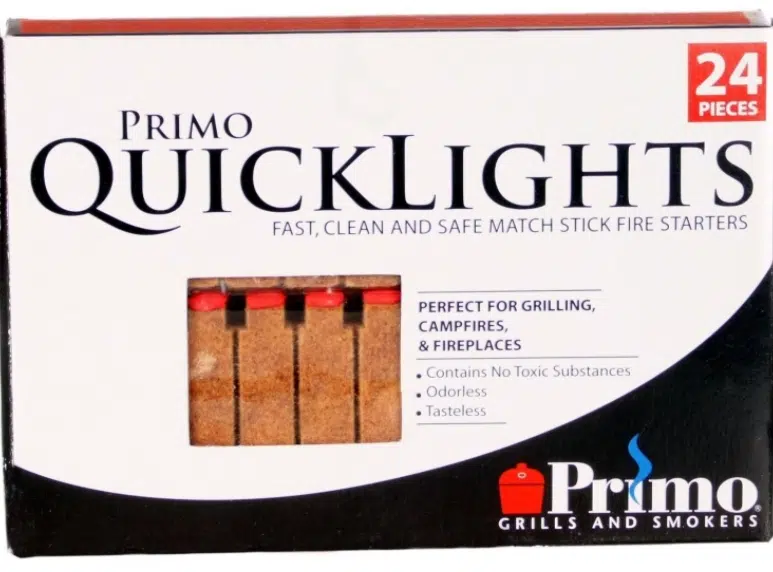 24
PIECES
PRIMO
QUICKLIGHTS
FAST, CLEAN AND SAFE MATCH STICK FIRE STARTERS
PERFECT FOR GRILLING,
CAMPFIRES,
& FIREPLACES
• Contains No Toxic Substances
• Odorless
• Tasteless
Primo®
GRILLS AND SMOKERS